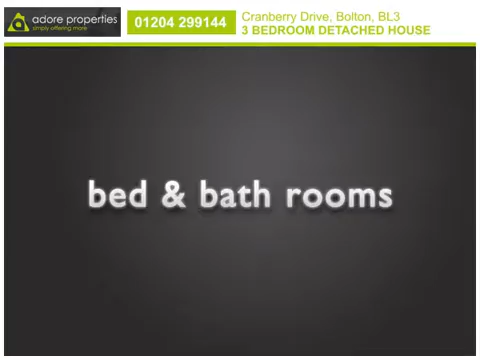 adore properties
simply offering more
01204 299144
Cranberry Drive, Bolton, BL3
3 BEDROOM DETACHED HOUSE
bed & bath rooms